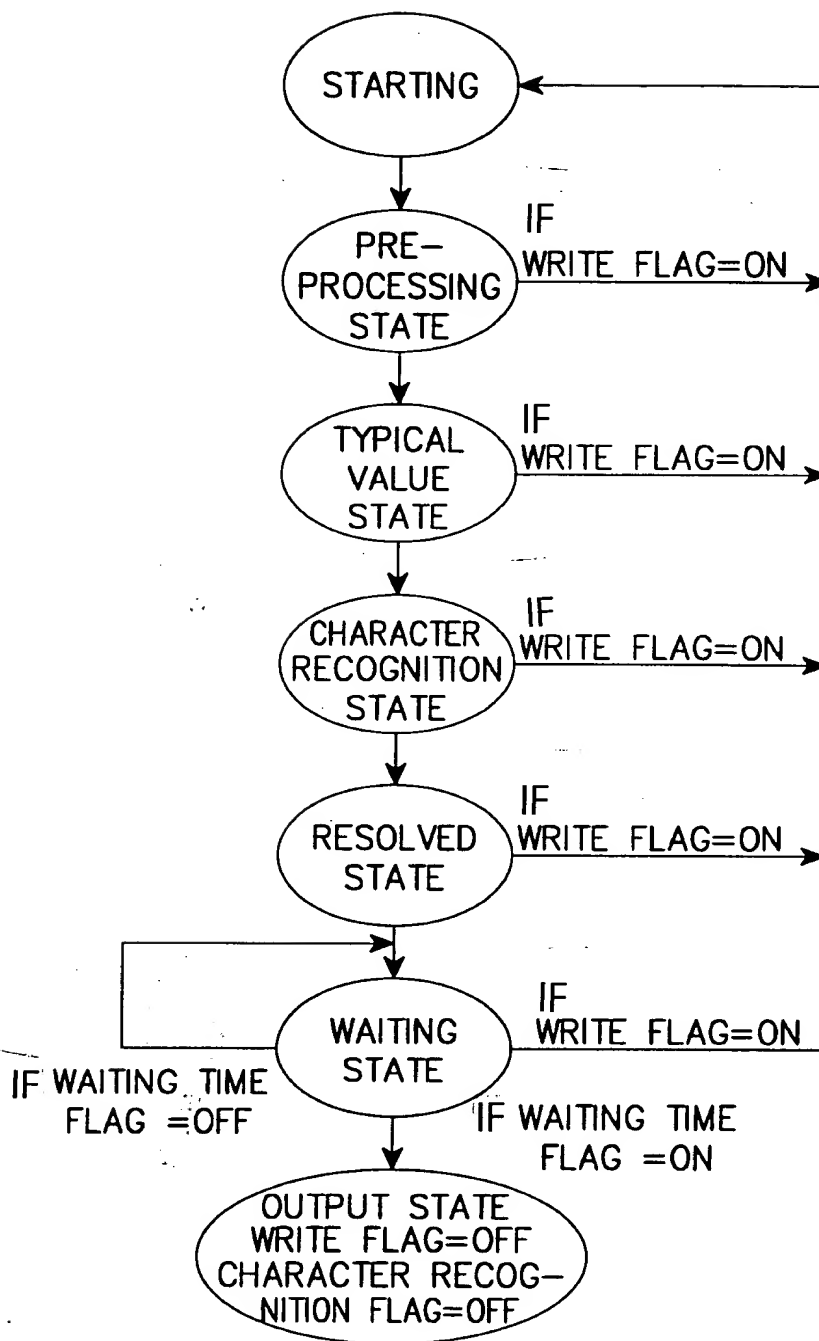 STARTING
PRE-
PROCESSING
STATE
IF
WRITE FLAG=ON
TYPICAL
VALUE
STATE
IF
WRITE FLAG=ON
CHARACTER
RECOGNITION
STATE
IF
WRITE FLAG=ON
RESOLVED
STATE
IF
WRITE FLAG=ON
WAITING
STATE
IF
WRITE FLAG=ON
IF WAITING TIME
FLAG =OFF
IF WAITING TIME
FLAG =ON
OUTPUT STATE
WRITE FLAG=OFF
CHARACTER RECOG-
NITION FLAG=OFF